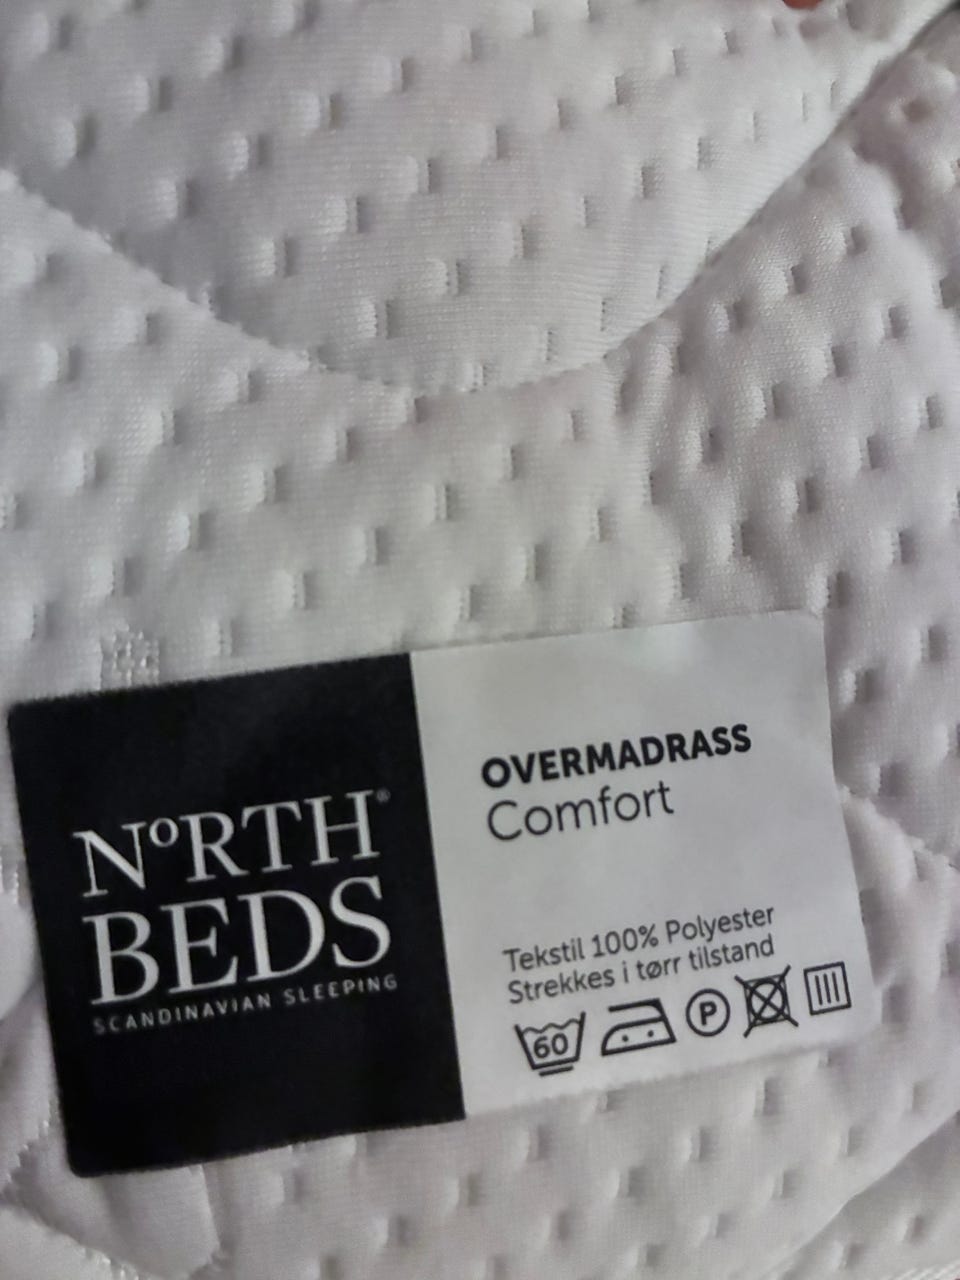 NORTH®
BEDS
SCANDINAVIAN SLEEPING
OVERMADRASS
Comfort
Tekstil 100% Polyester
Strekkes i tørr tilstand
60
P